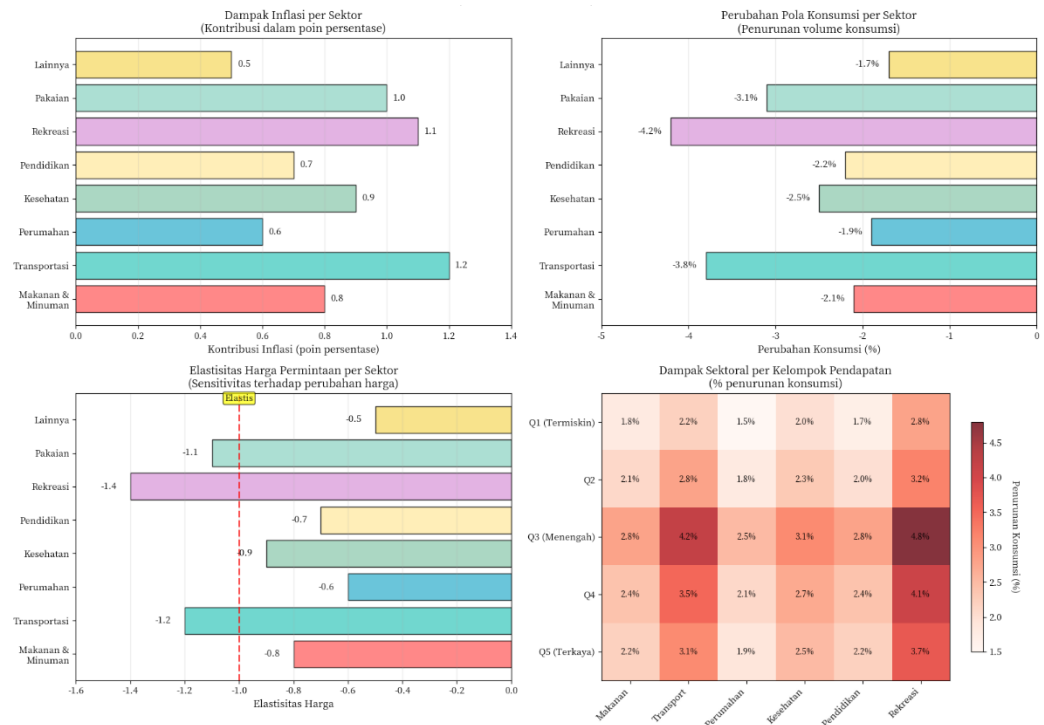 Dampak Inflasi per Sektor
(Kontribusi dalam poin persentase)
Lainnya
0.5
Pakaian
1.0
Rekreasi
1.1
Pendidikan
0.7
Kesehatan
0.9
Perumahan
0.6
Transportasi
1.2
Makanan &
Minuman
0.8
0.0 0.2 0.4 0.6 0.8 1.0 1.2 1.4
Kontribusi Inflasi (poin persentase)
Perubahan Pola Konsumsi per Sektor
(Penurunan volume konsumsi)
Lainnya
-1.7%
Pakaian
-3.1%
Rekreasi
-4.2%
Pendidikan
-2.2%
Kesehatan
-2.5%
Perumahan
-1.9%
Transportasi
-3.8%
Makanan &
Minuman
-2.1%
-5 -4 -3 -2 -1 0
Perubahan Konsumsi (%)
Elastisitas Harga Permintaan per Sektor
(Sensitivitas terhadap perubahan harga)
Elastis
Lainnya
-0.5
Pakaian
-1.1
Rekreasi
-1.4
Pendidikan
-0.7
Kesehatan
-0.9
Perumahan
-0.6
Transportasi
-1.2
Makanan &
Minuman
-0.8
-1.6 -1.4 -1.2 -1.0 -0.8 -0.6 -0.4 -0.2 0.0
Elastisitas Harga
Dampak Sektoral per Kelompok Pendapatan
(% penurunan konsumsi)
Q1 (Termiskin) 1.8% 2.2% 1.5% 2.0% 1.7% 2.8%
Q2 2.1% 2.8% 1.8% 2.3% 2.0% 3.2%
Q3 (Menengah) 2.8% 4.2% 2.5% 3.1% 2.8% 4.8%
Q4 2.4% 3.5% 2.1% 2.7% 2.4% 4.1%
Q5 (Terkaya) 2.2% 3.1% 1.9% 2.5% 2.2% 3.7%
Makanan Transport Perumahan Kesehatan Pendidikan Rekreasi
4.5
4.0
3.5
3.0
2.5
2.0
1.5
Penurunan Konsumsi (%)